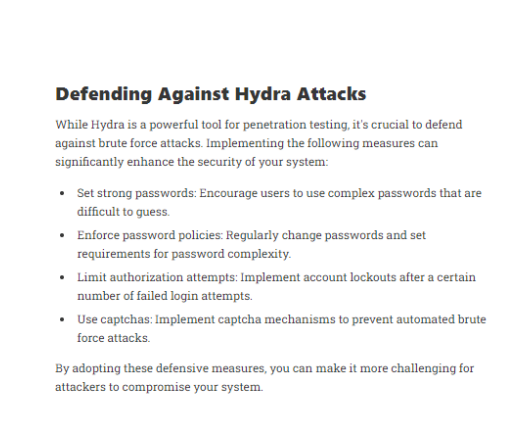 Defending Against Hydra Attacks
While Hydra is a powerful tool for penetration testing, it's crucial to defend
against brute force attacks. Implementing the following measures can
significantly enhance the security of your system:
• Set strong passwords: Encourage users to use complex passwords that are
difficult to guess.
• Enforce password policies: Regularly change passwords and set
requirements for password complexity.
• Limit authorization attempts: Implement account lockouts after a certain
number of failed login attempts.
• Use captchas: Implement captcha mechanisms to prevent automated brute
force attacks.
By adopting these defensive measures, you can make it more challenging for
attackers to compromise your system.